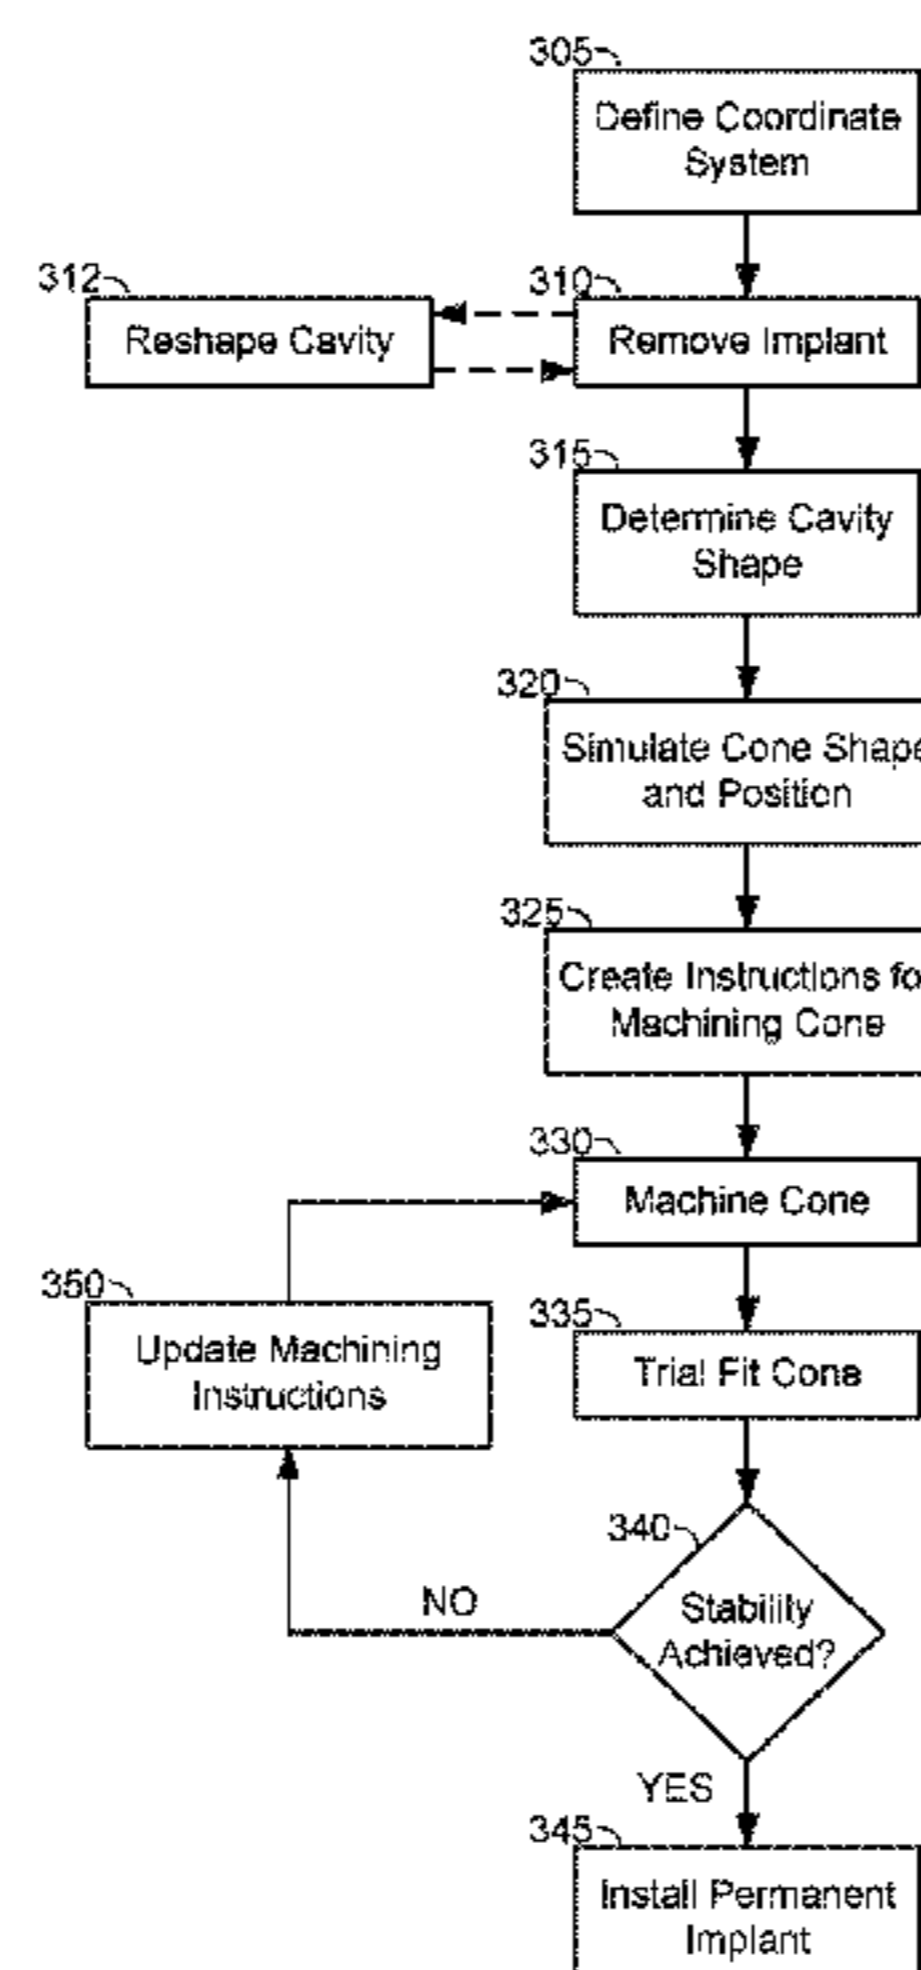 305
Define Coordinate
System
312
310
Reshape Cavity
Remove Implant
315
Determine Cavity
Shape
320
Simulate Cone Shape
and Position
325
Create Instructions fo
Machining Cone
330
Machine Cone
350
335
Update Machining
Instructions
Trial Fit Cone
340
Stability
Achieved?
NO
YES
345
Install Permanent
Implant